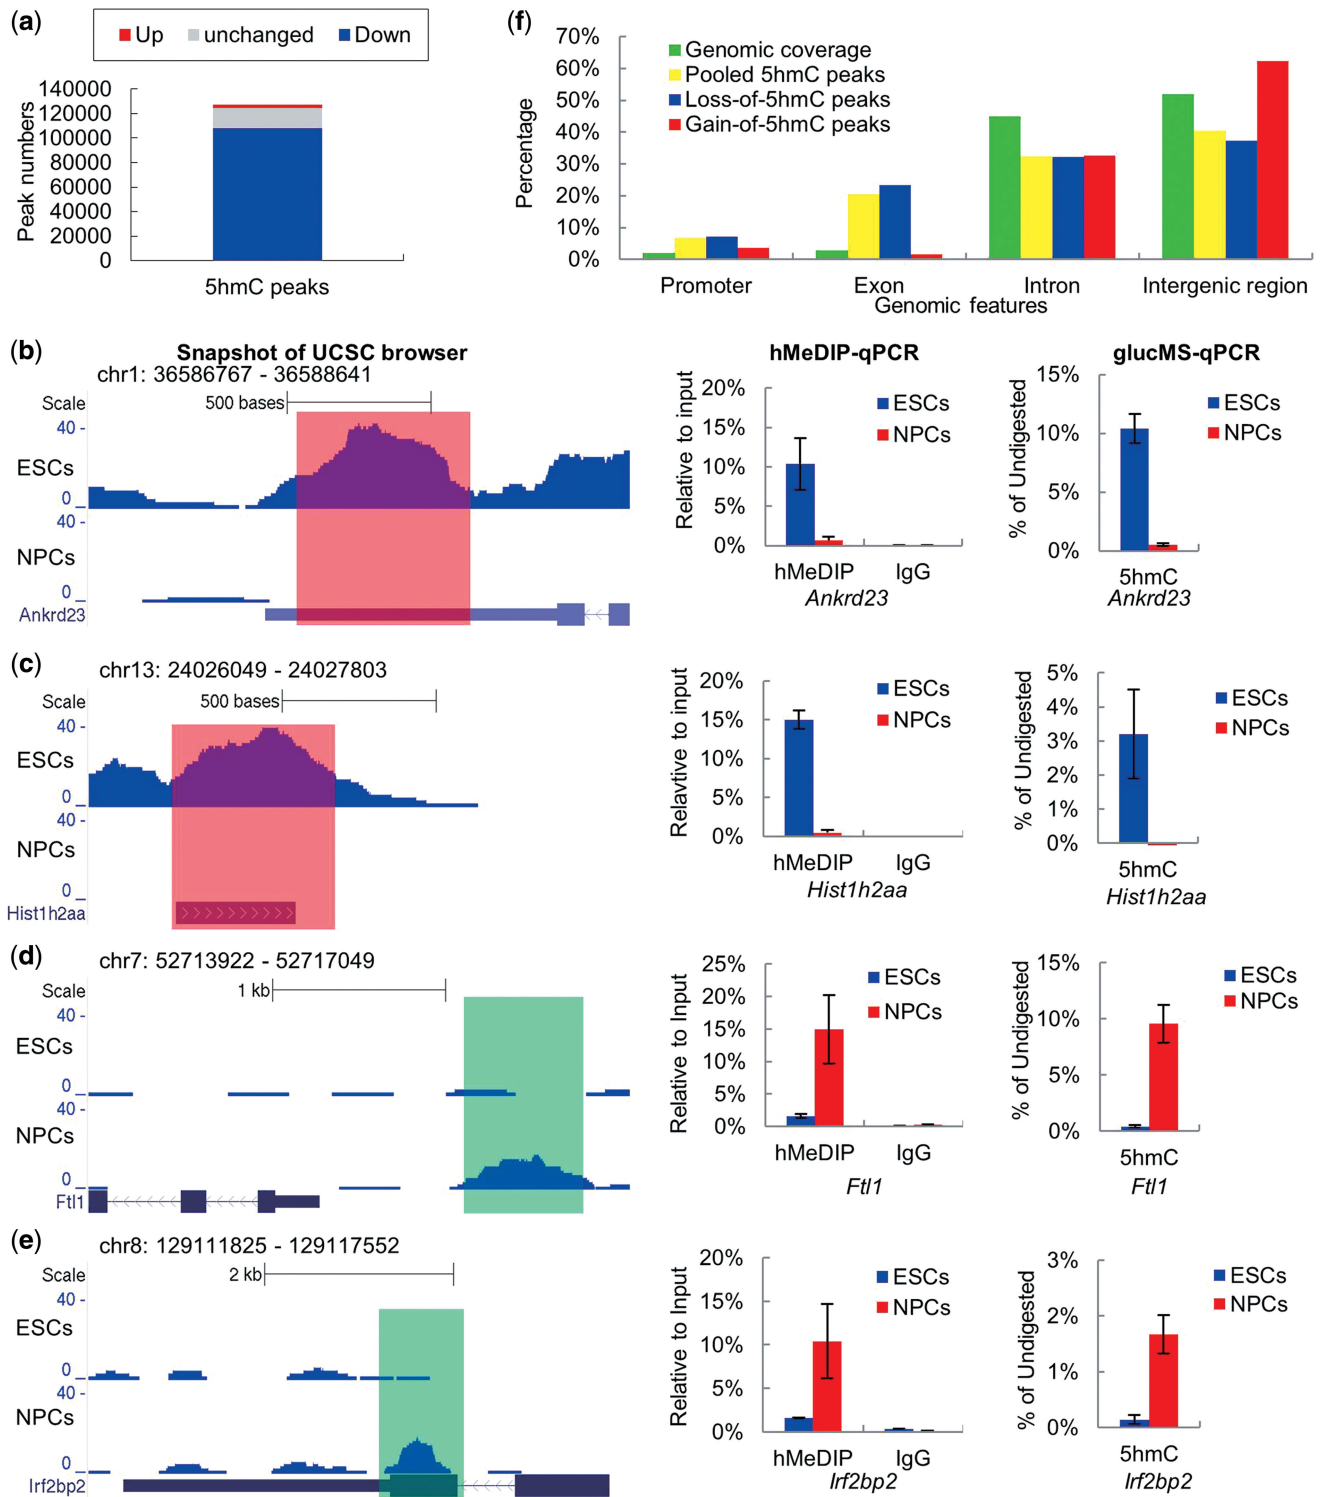 (a)
Up unchanged Down
140000
120000
100000
80000
60000
40000
20000
0
Peak numbers
5hmC peaks
(f)
70%
60%
50%
40%
30%
20%
10%
0%
Percentage
Genomic coverage
Pooled 5hmC peaks
Loss-of-5hmC peaks
Gain-of-5hmC peaks
Promoter Exon Intron Intergenic region
Genomic features
(b)
Snapshot of UCSC browser
chr1: 36586767 - 36588641
Scale 500 bases
40 -
ESCs
0 _
40 -
NPCs
0 _
Ankrd23
hMeDIP-qPCR
20%
15%
10%
5%
0%
Relative to input
ESCs
NPCs
hMeDIP IgG
Ankrd23
glucMS-qPCR
15%
10%
5%
0%
% of Undigested
ESCs
NPCs
5hmC
Ankrd23
(c)
chr13: 24026049 - 24027803
Scale 500 bases
40 -
ESCs
0 _
40 -
NPCs
0 _
Hist1h2aa
20%
15%
10%
5%
0%
Relavtive to input
ESCs
NPCs
hMeDIP IgG
Hist1h2aa
5%
4%
3%
2%
1%
0%
% of Undigested
ESCs
NPCs
5hmC
Hist1h2aa
(d)
chr7: 52713922 - 52717049
Scale 1 kb
40 -
ESCs
0 _
40 -
NPCs
0 _
Ftl1
25%
20%
15%
10%
5%
0%
Relative to Input
ESCs
NPCs
hMeDIP IgG
Ftl1
15%
10%
5%
0%
% of Undigested
ESCs
NPCs
5hmC
Ftl1
(e)
chr8: 129111825 - 129117552
Scale 2 kb
40 -
ESCs
0 _
40 -
NPCs
0 _
Irf2bp2
20%
15%
10%
5%
0%
Relative to Input
ESCs
NPCs
hMeDIP IgG
Irf2bp2
3%
2%
1%
0%
% of Undigested
ESCs
NPCs
5hmC
Irf2bp2